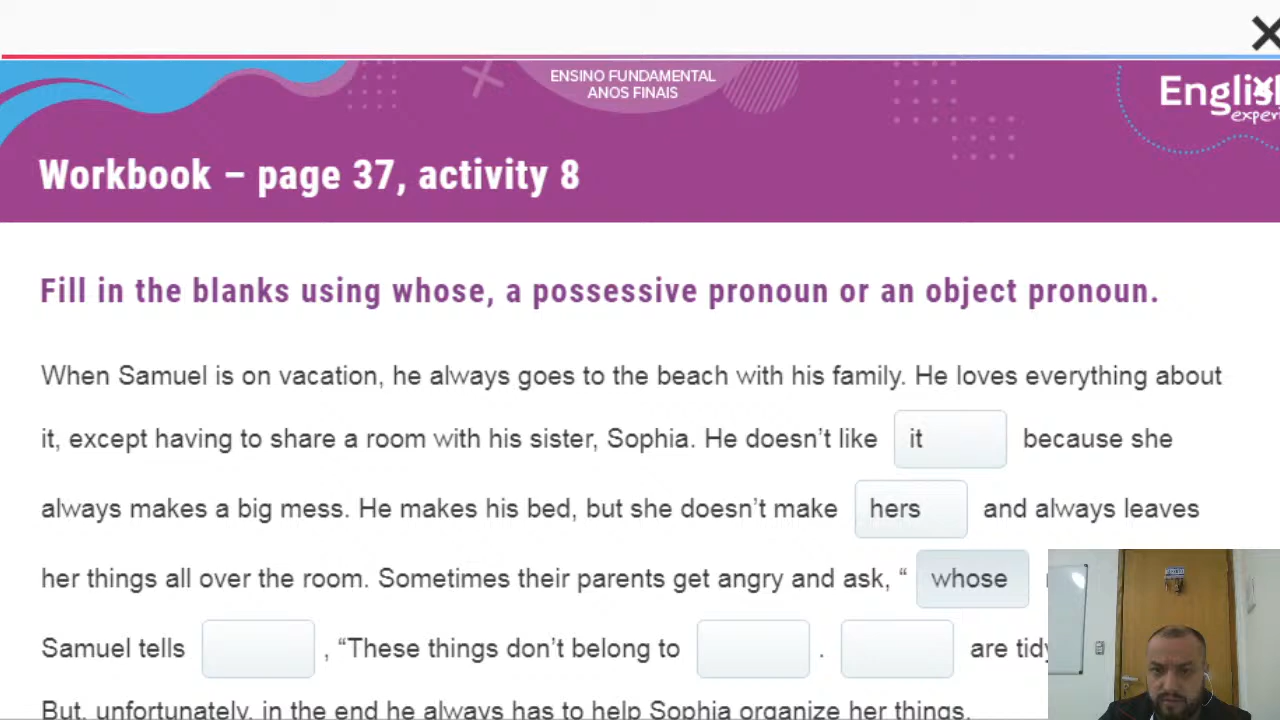 ENSINO FUNDAMENTAL
ANOS FINAIS
English
experi
Workbook – page 37, activity 8
Fill in the blanks using whose, a possessive pronoun or an object pronoun.
When Samuel is on vacation, he always goes to the beach with his family. He loves everything about
it, except having to share a room with his sister, Sophia. He doesn't like it because she
always makes a big mess. He makes his bed, but she doesn't make hers and always leaves
her things all over the room. Sometimes their parents get angry and ask, “ whose
Samuel tells , “These things don't belong to . are tidy
But, unfortunately, in the end he always has to help Sophia organize her things.